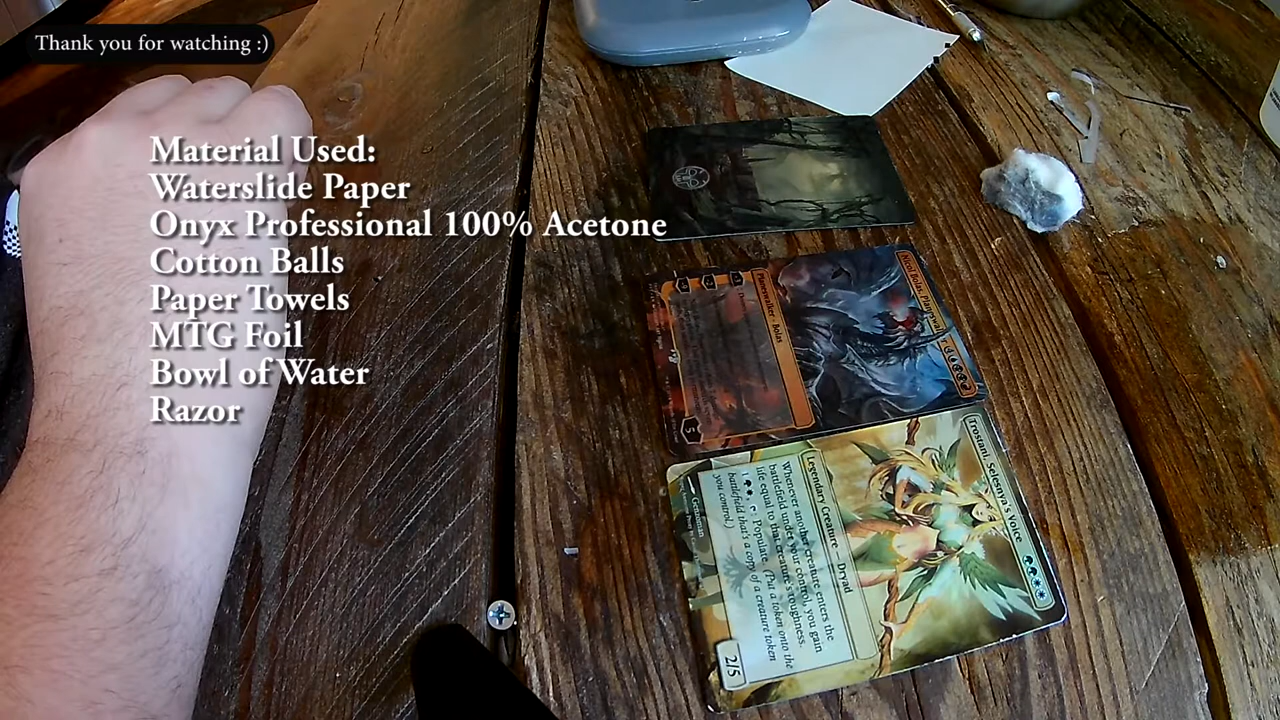 Thank you for watching :)
Material Used:
Waterslide Paper
Onyx Professional 100% Acetone
Cotton Balls
Paper Towels
MTG Foil
Bowl of Water
Razor
Nicol Bolas, Planeswalker
Planeswalker - Bolas
5
Trostani, Selesnya's Voice
Legendary Creature — Dryad
Whenever another creature enters the
battlefield under your control, you gain
life equal to that creature's toughness.
Populate. (Put a token onto the
battlefield that's a copy of a creature token
you control.)
2/5